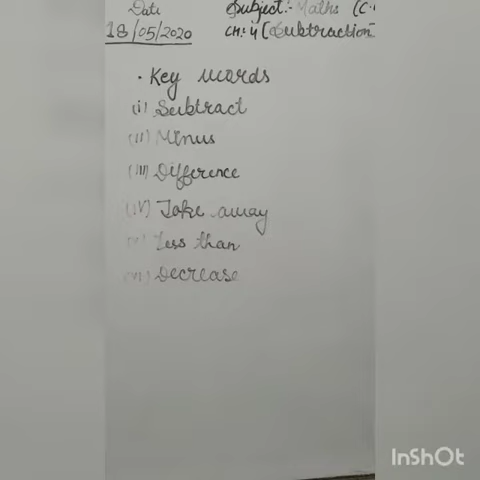 Date Subject:- Maths (C.
18/05/2020 CH:4 [Subtraction]
· Key words
(i) Subtract
(ii) Minus
(iii) Difference
(iv) Take away
(v) Less than
(vi) Decrease
InShOt